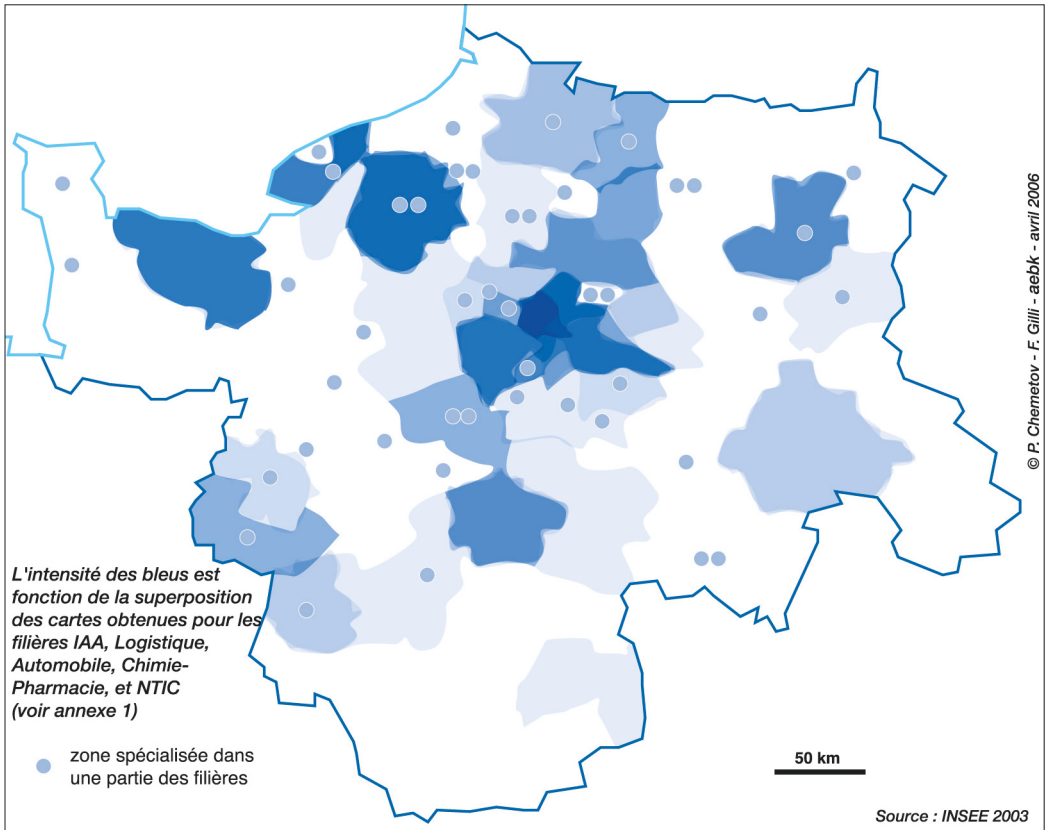 © P. Chemetov - F. Gilli - aebk - avril 2006
L'intensité des bleus est
fonction de la superposition
des cartes obtenues pour les
filières IAA, Logistique,
Automobile, Chimie-
Pharmacie, et NTIC
(voir annexe 1)
zone spécialisée dans
une partie des filières
50 km
Source : INSEE 2003